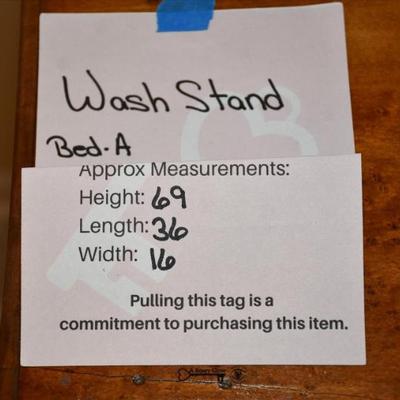 Wash Stand
Bed-A
Approx Measurements:
Height: 69
Length: 36
Width: 16
Pulling this tag is a
commitment to purchasing this item.